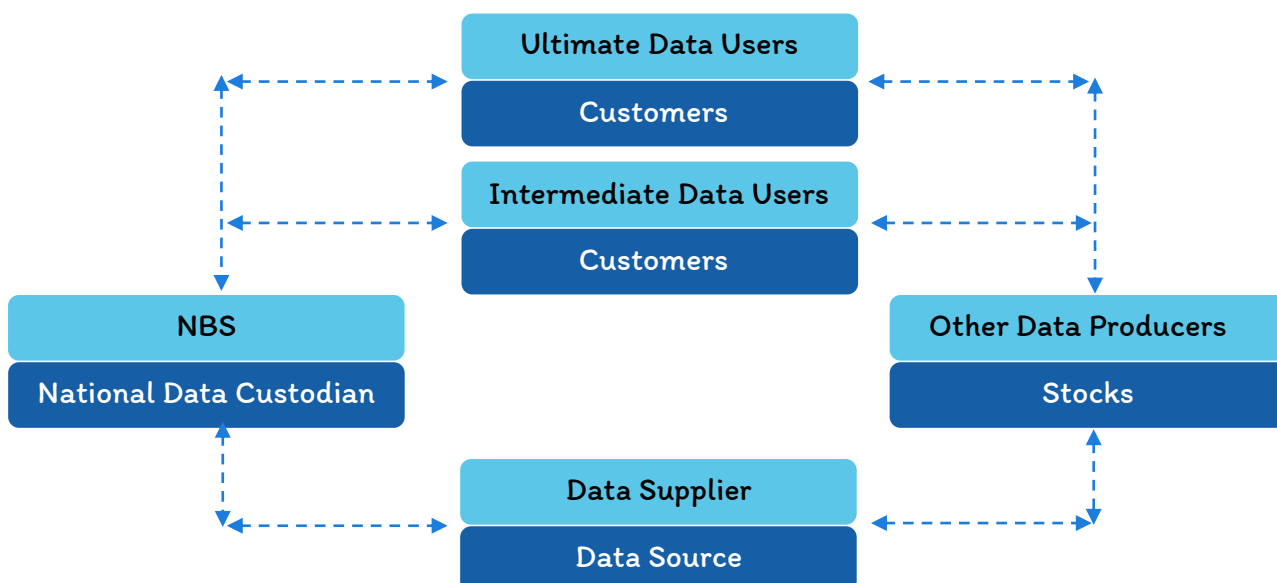 Ultimate Data Users
Customers
Intermediate Data Users
Customers
NBS
National Data Custodian
Other Data Producers
Stocks
Data Supplier
Data Source